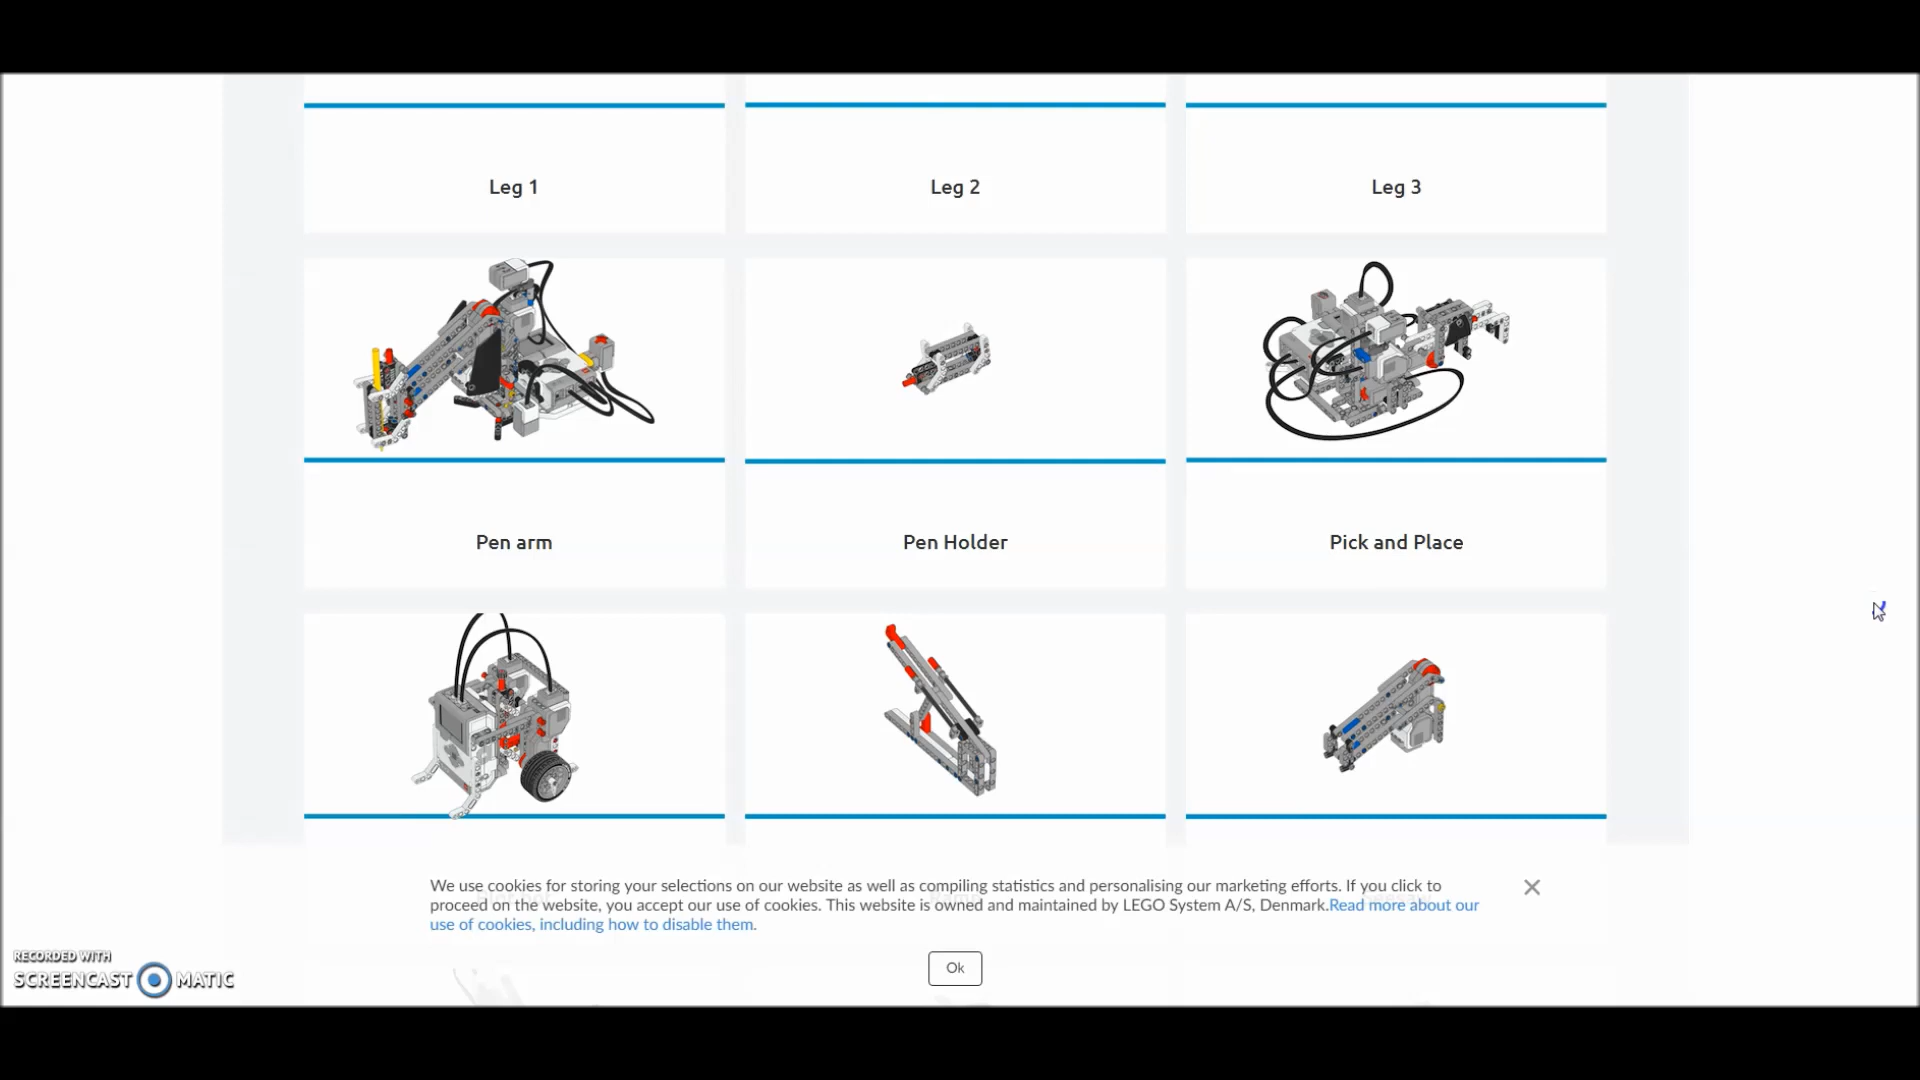 Leg 1
Leg 2
Leg 3
Pen arm
Pen Holder
Pick and Place
We use cookies for storing your selections on our website as well as compiling statistics and personalising our marketing efforts. If you click to
proceed on the website, you accept our use of cookies. This website is owned and maintained by LEGO System A/S, Denmark.Read more about our
use of cookies, including how to disable them.
Ok
RECORDED WITH
SCREENCAST MATIC